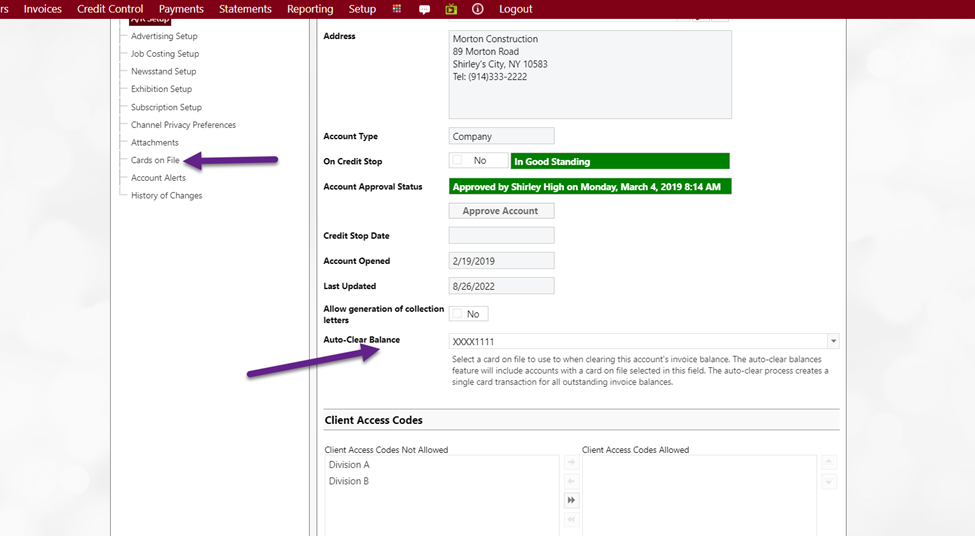 rs Invoices Credit Control Payments Statements Reporting Setup Logout
A/R Setup
Advertising Setup
Job Costing Setup
Newsstand Setup
Exhibition Setup
Subscription Setup
Channel Privacy Preferences
Attachments
Cards on File
Account Alerts
History of Changes
Address
Morton Construction
89 Morton Road
Shirley's City, NY 10583
Tel: (914)333-2222
Account Type Company
On Credit Stop No In Good Standing
Account Approval Status Approved by Shirley High on Monday, March 4, 2019 8:14 AM
Approve Account
Credit Stop Date
Account Opened 2/19/2019
Last Updated 8/26/2022
Allow generation of collection
letters No
Auto-Clear Balance XXXX1111
Select a card on file to use to when clearing this account's invoice balance. The auto-clear balances
feature will include accounts with a card on file selected in this field. The auto-clear process creates a
single card transaction for all outstanding invoice balances.
Client Access Codes
Client Access Codes Not Allowed Client Access Codes Allowed
Division A
Division B